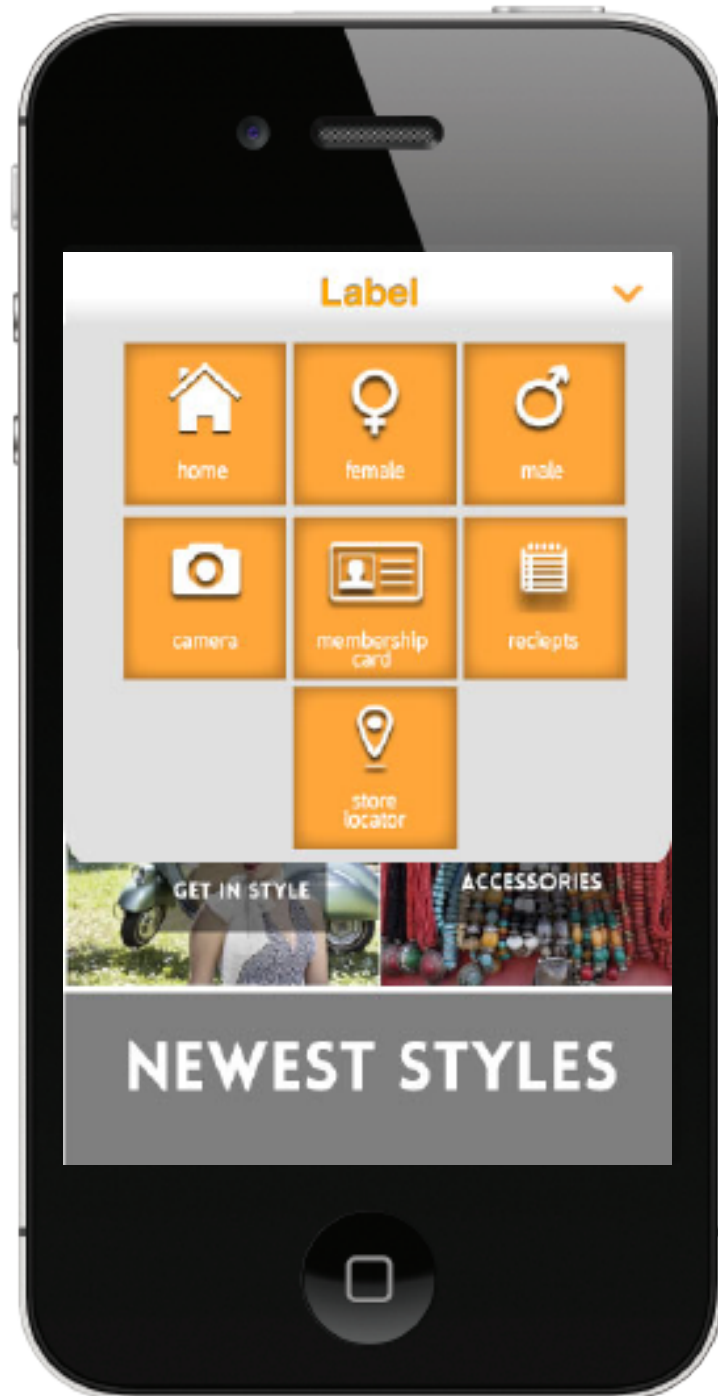 Label
home
female
male
camera
membership
card
reciepts
store
locator
GET IN STYLE
ACCESSORIES
NEWEST STYLES